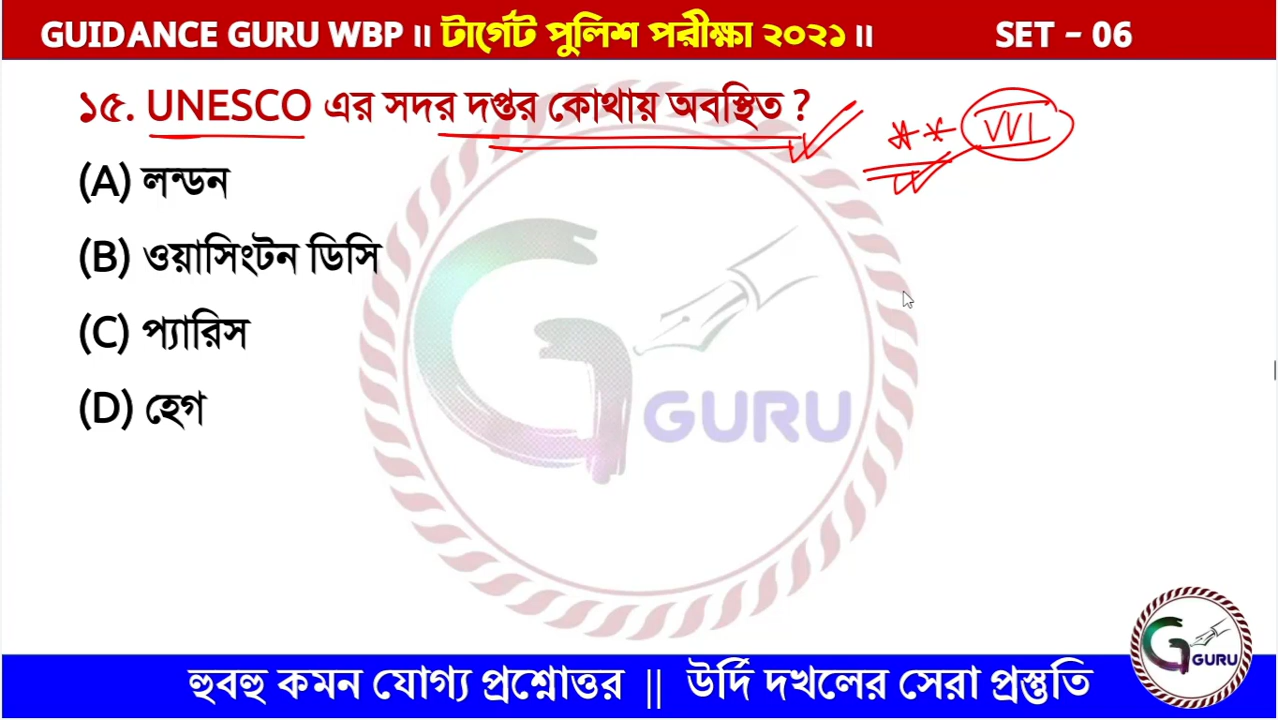 GUIDANCE GURU WBP ॥ টার্গেট পুলিশ পরীক্ষা ২০২১ ॥ SET – 06
১৫. UNESCO এর সদর দপ্তর কোথায় অবস্থিত ?
** VVI
(A) লন্ডন
(B) ওয়াসিংটন ডিসি
(C) প্যারিস
(D) হেগ
GURU
GURU
হুবহু কমন যোগ্য প্রশ্নোত্তর || উর্দি দখলের সেরা প্রস্তুতি